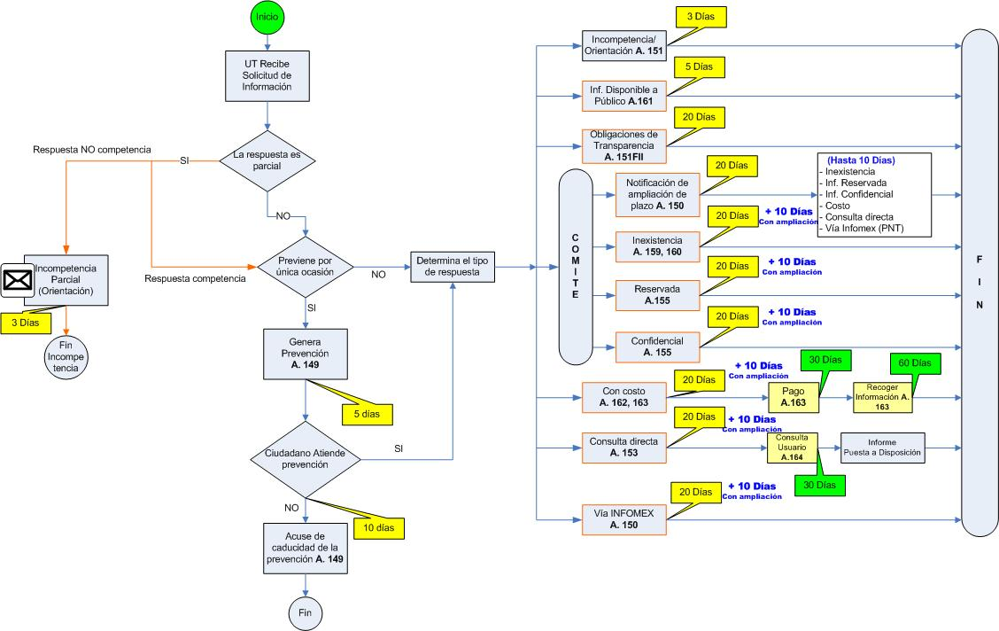 Inicio
UT Recibe
Solicitud de
Información
La respuesta es
parcial
Respuesta NO competencia
SI
NO
Incompetencia
Parcial
(Orientación)
3 Días
Fin
Incompe
tencia
Respuesta competencia
Previene por
única ocasión
NO
SI
Determina el tipo
de respuesta
Genera
Prevención
A. 149
5 días
Ciudadano Atiende
prevención
SI
NO
10 días
Acuse de
caducidad de la
prevención A. 149
Fin
Incompetencia/
Orientación A. 151
3 Días
Inf. Disponible a
Público A.161
5 Días
Obligaciones de
Transparencia
A. 151FII
20 Días
C
O
M
I
T
E
Notificación de
ampliación de
plazo A. 150
20 Días
(Hasta 10 Días)
- Inexistencia
- Inf. Reservada
- Inf. Confidencial
- Costo
- Consulta directa
- Vía Infomex (PNT)
Inexistencia
A. 159, 160
20 Días
+ 10 Días
Con ampliación
Reservada
A.155
20 Días
+ 10 Días
Con ampliación
Confidencial
A. 155
20 Días
+ 10 Días
Con ampliación
Con costo
A. 162, 163
20 Días
+ 10 Días
Con ampliación
Pago
A.163
30 Días
Recoger
Información A.
163
60 Días
Consulta directa
A. 153
20 Días
+ 10 Días
Con ampliación
Consulta
Usuario
A.164
30 Días
Informe
Puesta a Disposición
Vía INFOMEX
A. 150
20 Días
+ 10 Días
Con ampliación
F
I
N